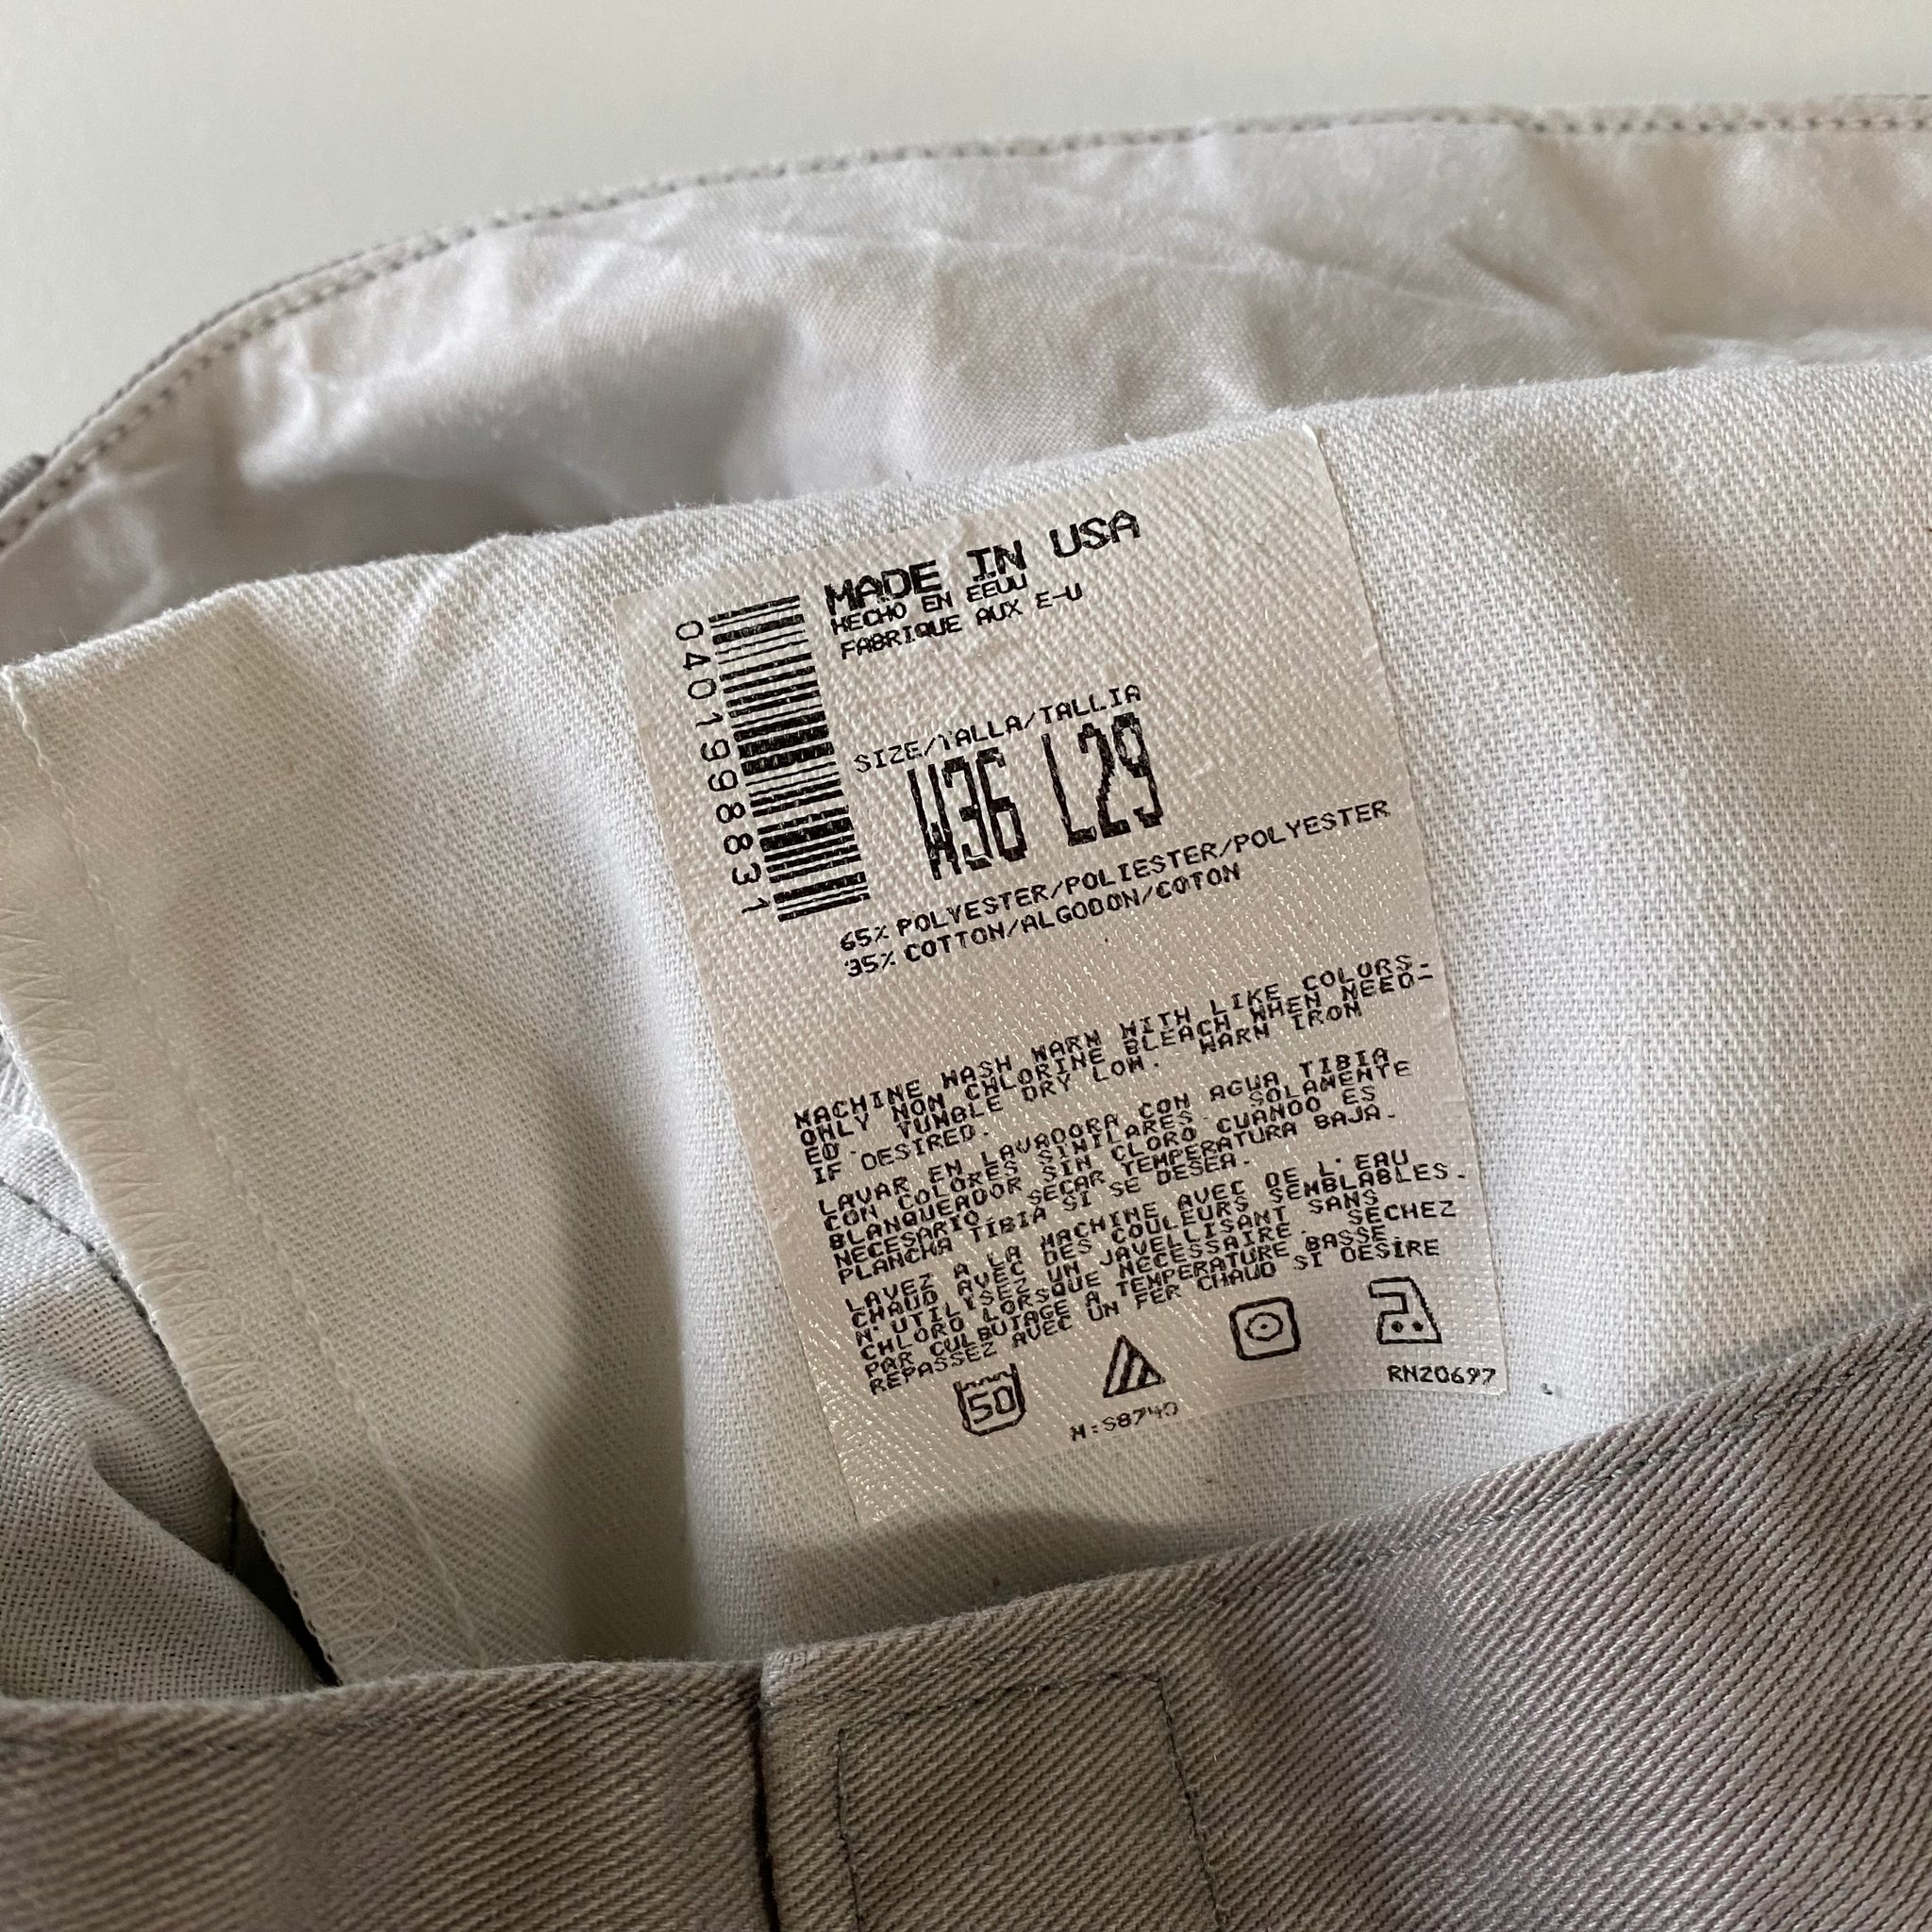 MADE IN USA
HECHO EN EEUU
FABRIQUE AUX E-U
04019988311
SIZE/TALLA/TALLIA
W36 L29
65% POLYESTER/POLIESTER/POLYESTER
35% COTTON/ALGODON/COTON
MACHINE WASH WARM WITH LIKE COLORS.
ONLY NON CHLORINE BLEACH WHEN NEED-
ED. TUMBLE DRY LOW. WARM IRON
IF DESIRED.
LAVAR EN LAVADORA CON AGUA TIBIA
CON COLORES SIMILARES. SOLAMENTE
BLANQUEADOR SIN CLORO CUANDO ES
NECESARIO. SECAR TEMPERATURA BAJA.
PLANCHA TIBIA SI SE DESEA.
LAVEZ A LA MACHINE AVEC DE L'EAU
CHAUD AVEC DES COULEURS SEMBLABLES.
N'UTILISEZ UN JAVELLISANT SANS
CHLORO LORSQUE NECESSAIRE. SECHEZ
PAR CULBUTAGE A TEMPERATURE BASSE.
REPASSEZ AVEC UN FER CHAUD SI DESIRE
50
M:S8740
RN20697